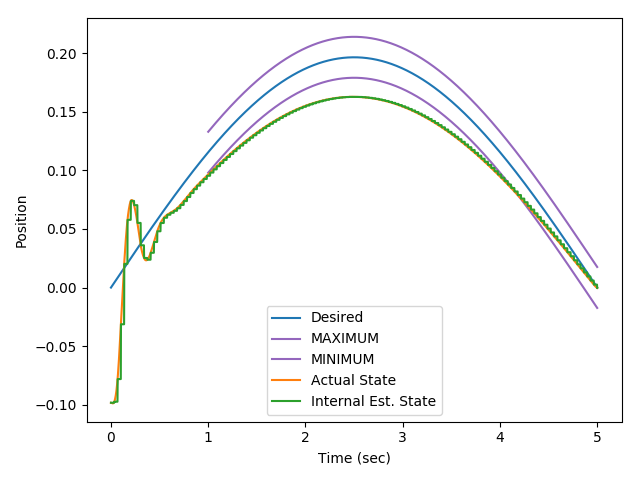 0.20
0.15
0.10
0.05
0.00
−0.05
−0.10
Position
Desired
MAXIMUM
MINIMUM
Actual State
Internal Est. State
0 1 2 3 4 5
Time (sec)